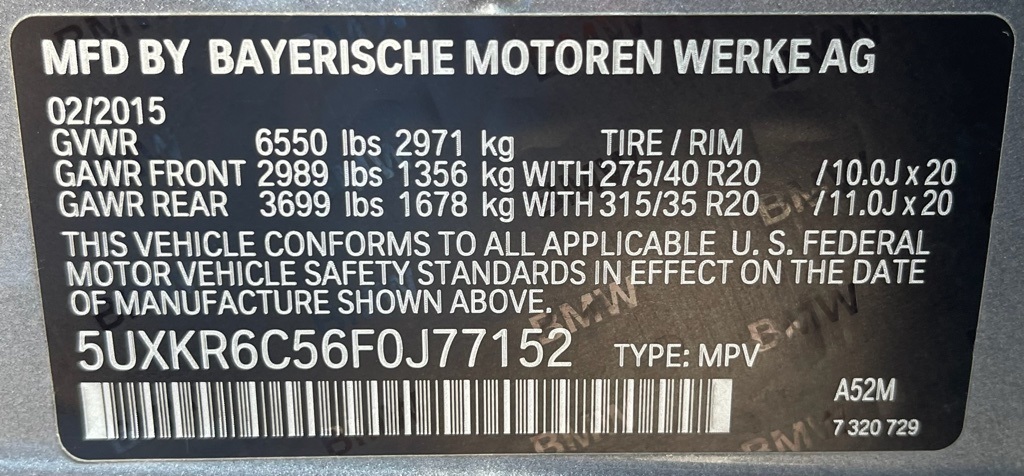 MFD BY BAYERISCHE MOTOREN WERKE AG
02/2015
GVWR 6550 lbs 2971 kg TIRE / RIM
GAWR FRONT 2989 lbs 1356 kg WITH 275/40 R20 /10.0J x 20
GAWR REAR 3699 lbs 1678 kg WITH 315/35 R20 /11.0J x 20
THIS VEHICLE CONFORMS TO ALL APPLICABLE U. S. FEDERAL
MOTOR VEHICLE SAFETY STANDARDS IN EFFECT ON THE DATE
OF MANUFACTURE SHOWN ABOVE.
5UXKR6C56F0J77152 TYPE: MPV
A52M
7 320 729